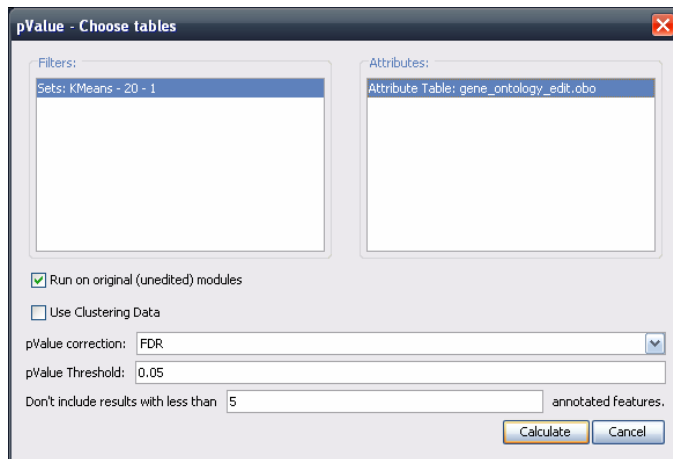 pValue - Choose tables
Filters:
Attributes:
Sets: KMeans - 20 - 1
Attribute Table: gene_ontology_edit.obo
Run on original (unedited) modules
Use Clustering Data
pValue correction: FDR
pValue Threshold: 0.05
Don't include results with less than 5 annotated features.
Calculate Cancel